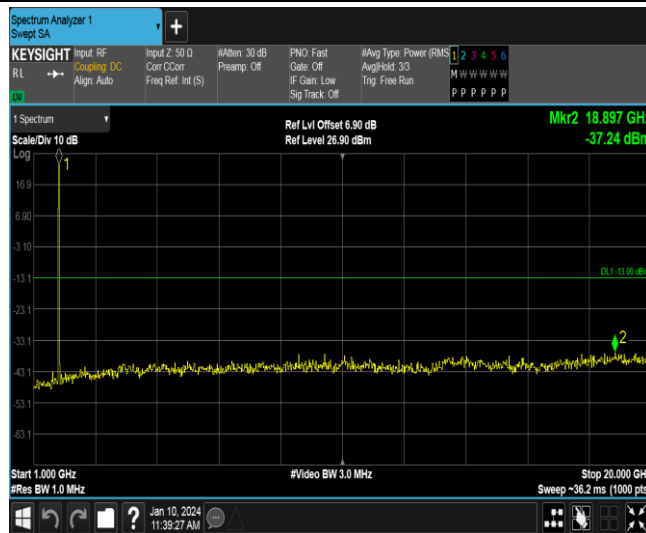 Spectrum Analyzer 1
Swept SA
+
KEYSIGHT Input: RF Input Z: 50 Ω #Atten: 30 dB PNO: Fast #Avg Type: Power (RMS 1 2 3 4 5 6
RL Coupling: DC Corr CCorr Preamp: Off Gate: Off Avg|Hold: 3/3 M W W W W W
Align: Auto Freq Ref: Int (S) IF Gain: Low Trig: Free Run
Sig Track: Off P P P P P P
1 Spectrum Ref Lvl Offset 6.90 dB Mkr2 18.897 GHz
Scale/Div 10 dB Ref Level 26.90 dBm -37.24 dBm
Log
1
16.9
6.90
-3.10
-13.1 DL1 -13.00 dBm
-23.1
-33.1 2
-43.1
-53.1
-63.1
Start 1.000 GHz #Video BW 3.0 MHz Stop 20.000 GH
#Res BW 1.0 MHz Sweep ~36.2 ms (1000 pts
? Jan 10, 2024
11:39:27 AM